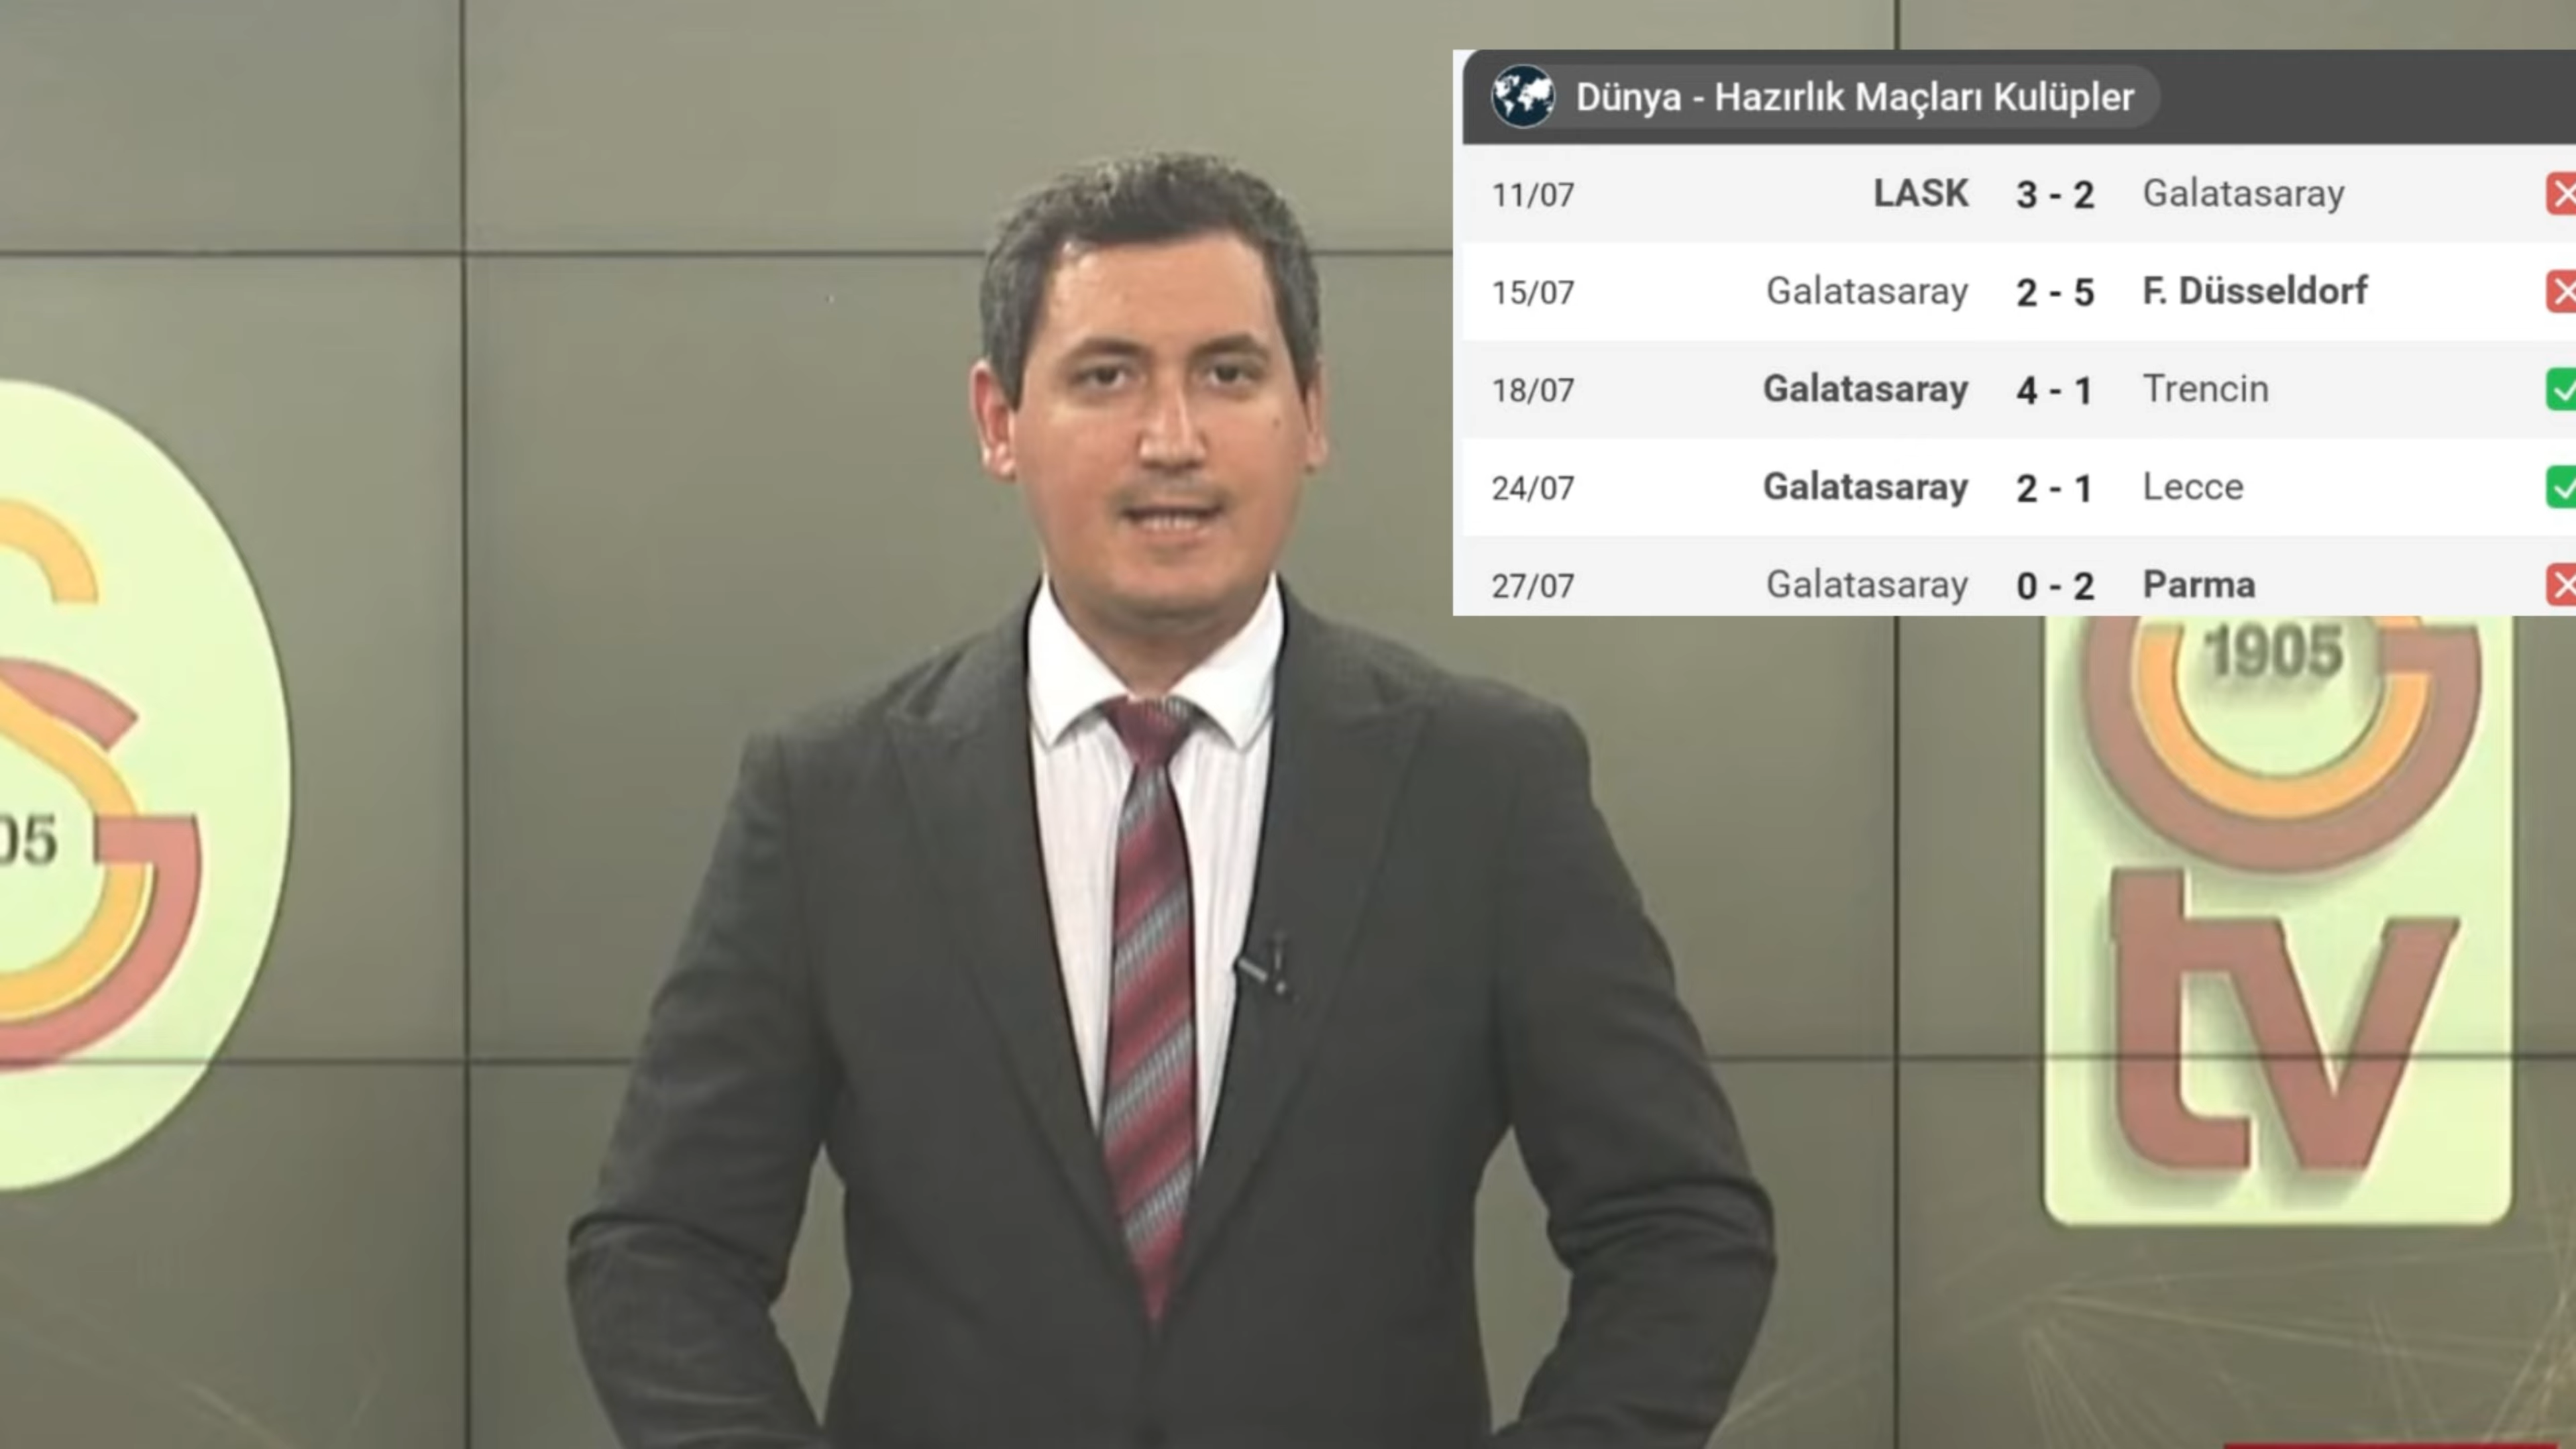 Dünya - Hazırlık Maçları Kulüpler
11/07 LASK 3 - 2 Galatasaray
15/07 Galatasaray 2 - 5 F. Düsseldorf
18/07 Galatasaray 4 - 1 Trencin
24/07 Galatasaray 2 - 1 Lecce
27/07 Galatasaray 0 - 2 Parma
05
1905
tv